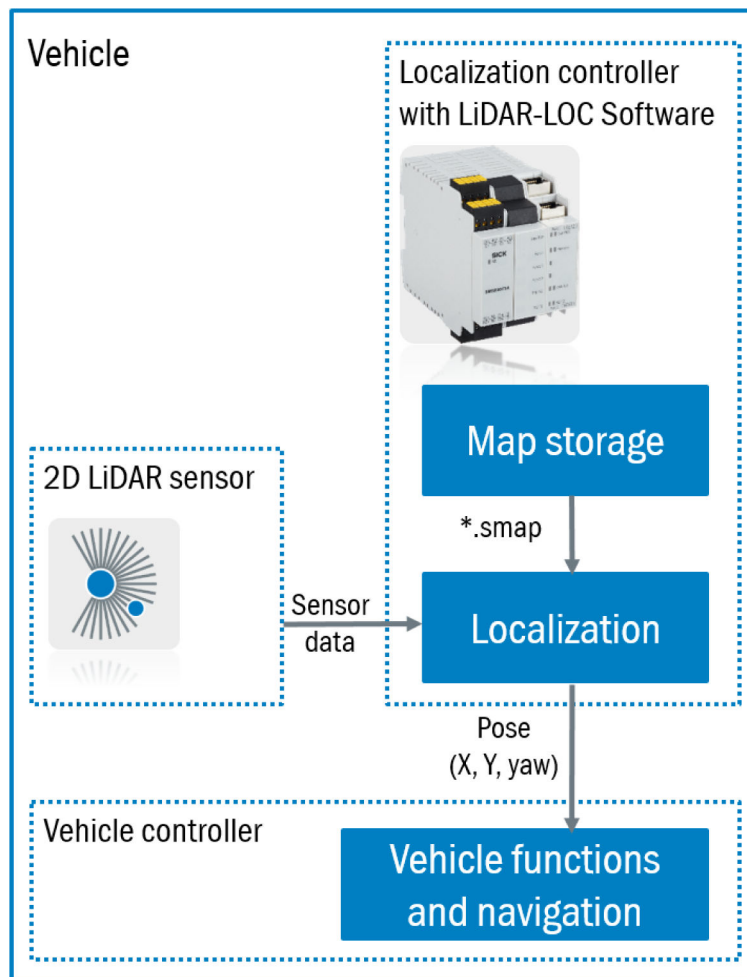 Vehicle
Localization controller
with LiDAR-LOC Software
SICK
Map storage
2D LiDAR sensor
*.smap
Sensor
data
Localization
Pose
(X, Y, yaw)
Vehicle controller
Vehicle functions
and navigation